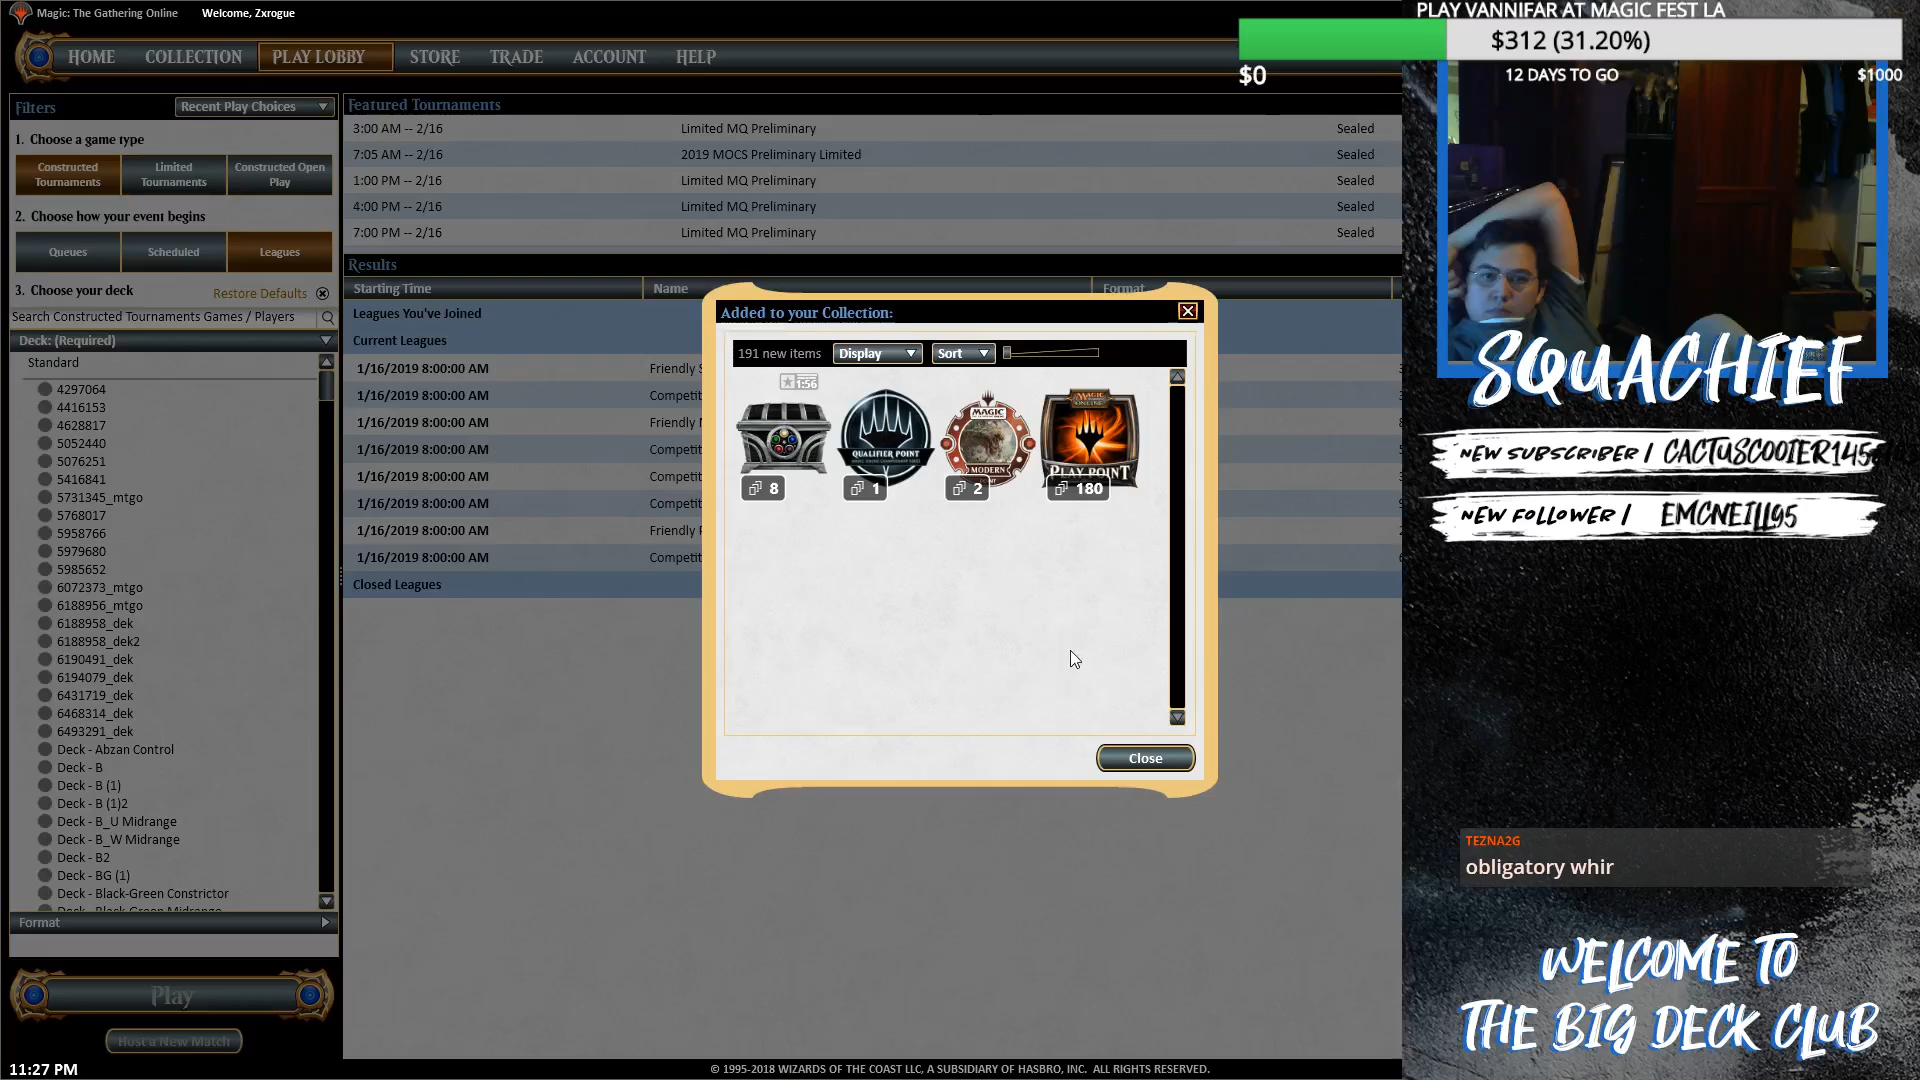 Magic: The Gathering Online
Welcome, Zxrogue
HOME
COLLECTION
PLAY LOBBY
STORE
TRADE
ACCOUNT
HELP
PLAY VANNIFAR AT MAGIC FEST LA
$312 (31.20%)
$0
12 DAYS TO GO
$1000
Filters
Recent Play Choices
1. Choose a game type
Constructed Tournaments
Limited Tournaments
Constructed Open Play
2. Choose how your event begins
Queues
Scheduled
Leagues
3. Choose your deck
Restore Defaults
Search Constructed Tournaments Games / Players
Deck: (Required)
Standard
4297064
4416153
4628817
5052440
5076251
5416841
5731345_mtgo
5768017
5958766
5979680
5985652
6072373_mtgo
6188956_mtgo
6188958_dek
6188958_dek2
6190491_dek
6194079_dek
6431719_dek
6468314_dek
6493291_dek
Deck - Abzan Control
Deck - B
Deck - B (1)
Deck - B (1)2
Deck - B_U Midrange
Deck - B_W Midrange
Deck - B2
Deck - BG (1)
Deck - Black-Green Constrictor
Deck - Black-Green Midrange
Format
Play
Host a New Match
11:27 PM
Featured Tournaments
3:00 AM -- 2/16 Limited MQ Preliminary Sealed
7:05 AM -- 2/16 2019 MOCS Preliminary Limited Sealed
1:00 PM -- 2/16 Limited MQ Preliminary Sealed
4:00 PM -- 2/16 Limited MQ Preliminary Sealed
7:00 PM -- 2/16 Limited MQ Preliminary Sealed
Results
Starting Time Name Format
Leagues You've Joined
Current Leagues
1/16/2019 8:00:00 AM Friendly
1/16/2019 8:00:00 AM Competit
1/16/2019 8:00:00 AM Friendly
1/16/2019 8:00:00 AM Competit
1/16/2019 8:00:00 AM Competit
1/16/2019 8:00:00 AM Competit
1/16/2019 8:00:00 AM Friendly
1/16/2019 8:00:00 AM Competit
Closed Leagues
Added to your Collection:
191 new items
Display
Sort
1:56
QUALIFIER POINT
MAGIC
MODERN
PLAY POINT
8
1
2
180
Close
© 1995-2018 WIZARDS OF THE COAST LLC, A SUBSIDIARY OF HASBRO, INC. ALL RIGHTS RESERVED.
SQUACHIEF
NEW SUBSCRIBER / CACTUSCOOIER145
NEW FOLLOWER / EMCNEILL95
TEZNA2G
obligatory whir
WELCOME TO
THE BIG DECK CLUB